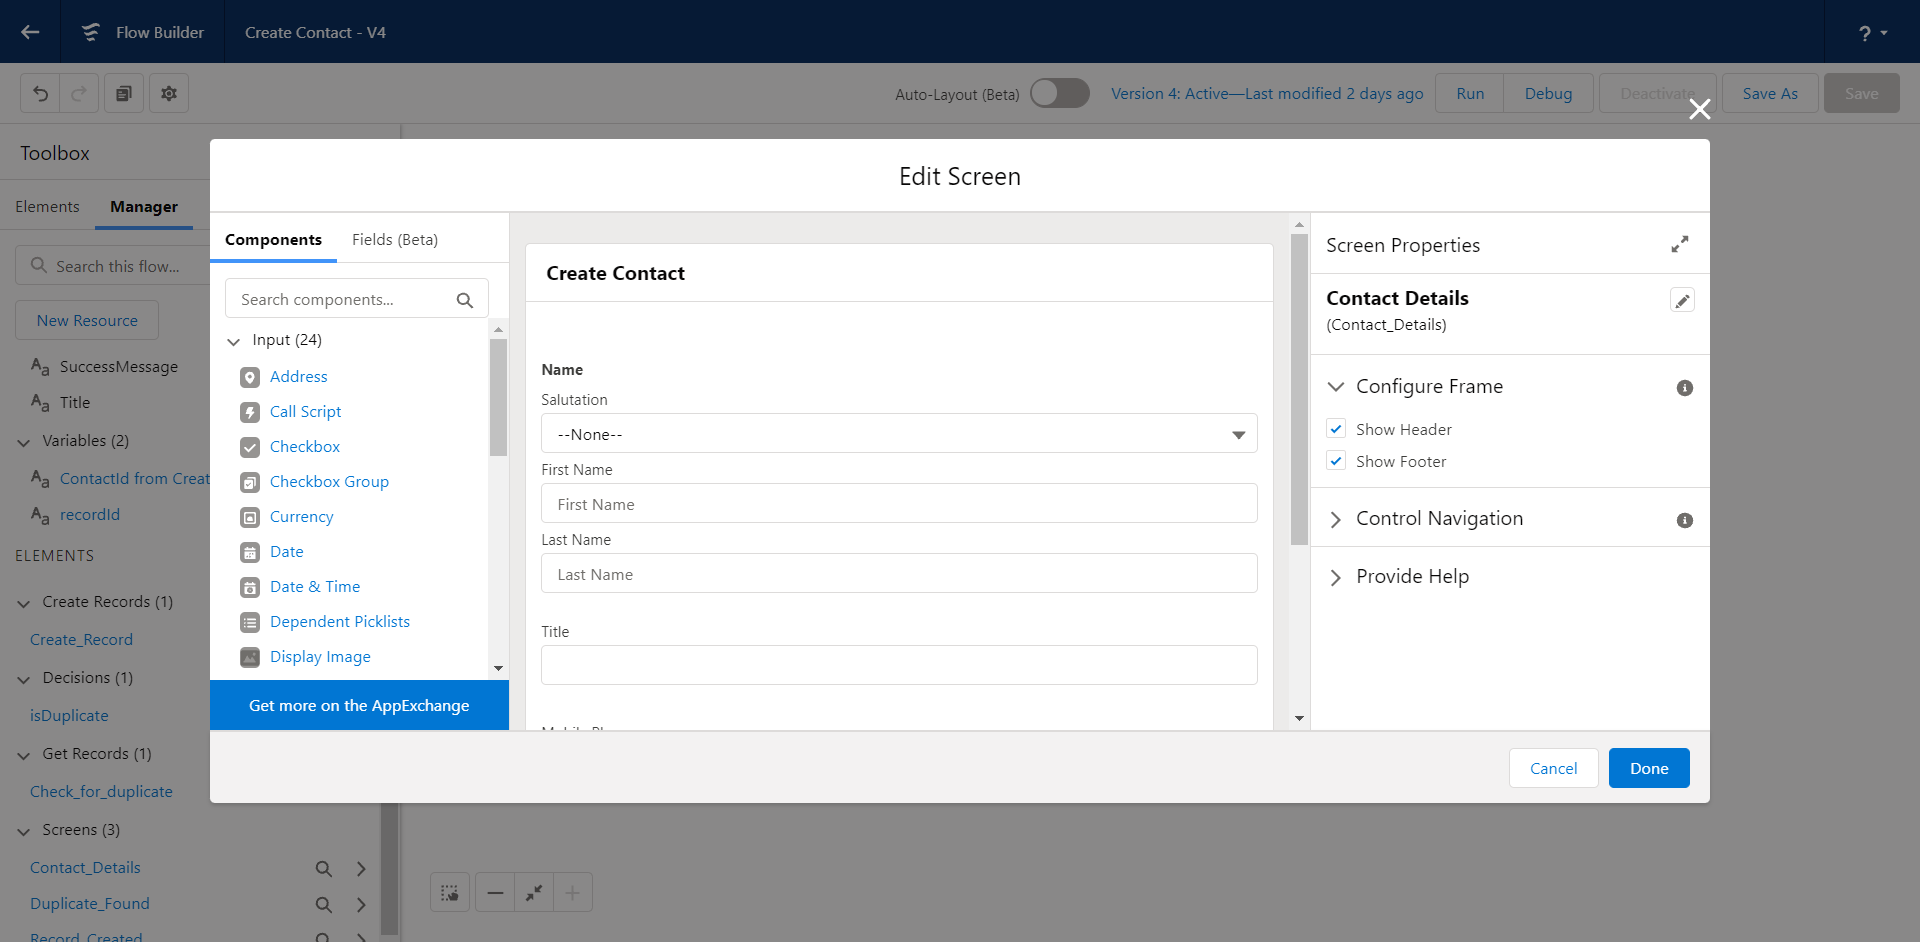 Flow Builder
Create Contact - V4
?
Auto-Layout (Beta)
Version 4: Active—Last modified 2 days ago
Run
Debug
Deactivate
Save As
Save
Toolbox
Elements
Manager
Search this flow...
New Resource
SuccessMessage
Title
Variables (2)
ContactId from Creat
recordId
ELEMENTS
Create Records (1)
Create_Record
Decisions (1)
isDuplicate
Get Records (1)
Check_for_duplicate
Screens (3)
Contact_Details
Duplicate_Found
Record_Created
Edit Screen
Components
Fields (Beta)
Search components...
Input (24)
Address
Call Script
Checkbox
Checkbox Group
Currency
Date
Date & Time
Dependent Picklists
Display Image
Get more on the AppExchange
Create Contact
Name
Salutation
--None--
First Name
First Name
Last Name
Last Name
Title
Screen Properties
Contact Details
(Contact_Details)
Configure Frame
Show Header
Show Footer
Control Navigation
Provide Help
Cancel
Done